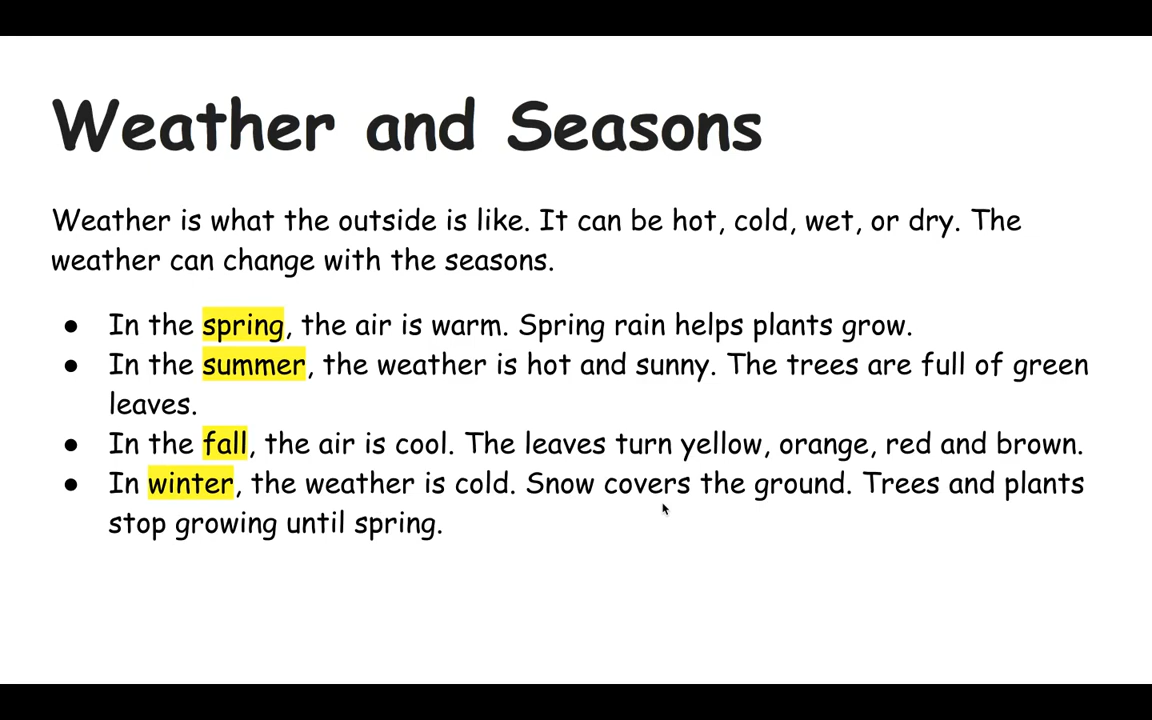 Weather and Seasons
Weather is what the outside is like. It can be hot, cold, wet, or dry. The
weather can change with the seasons.
● In the spring, the air is warm. Spring rain helps plants grow.
● In the summer, the weather is hot and sunny. The trees are full of green
leaves.
● In the fall, the air is cool. The leaves turn yellow, orange, red and brown.
● In winter, the weather is cold. Snow covers the ground. Trees and plants
stop growing until spring.